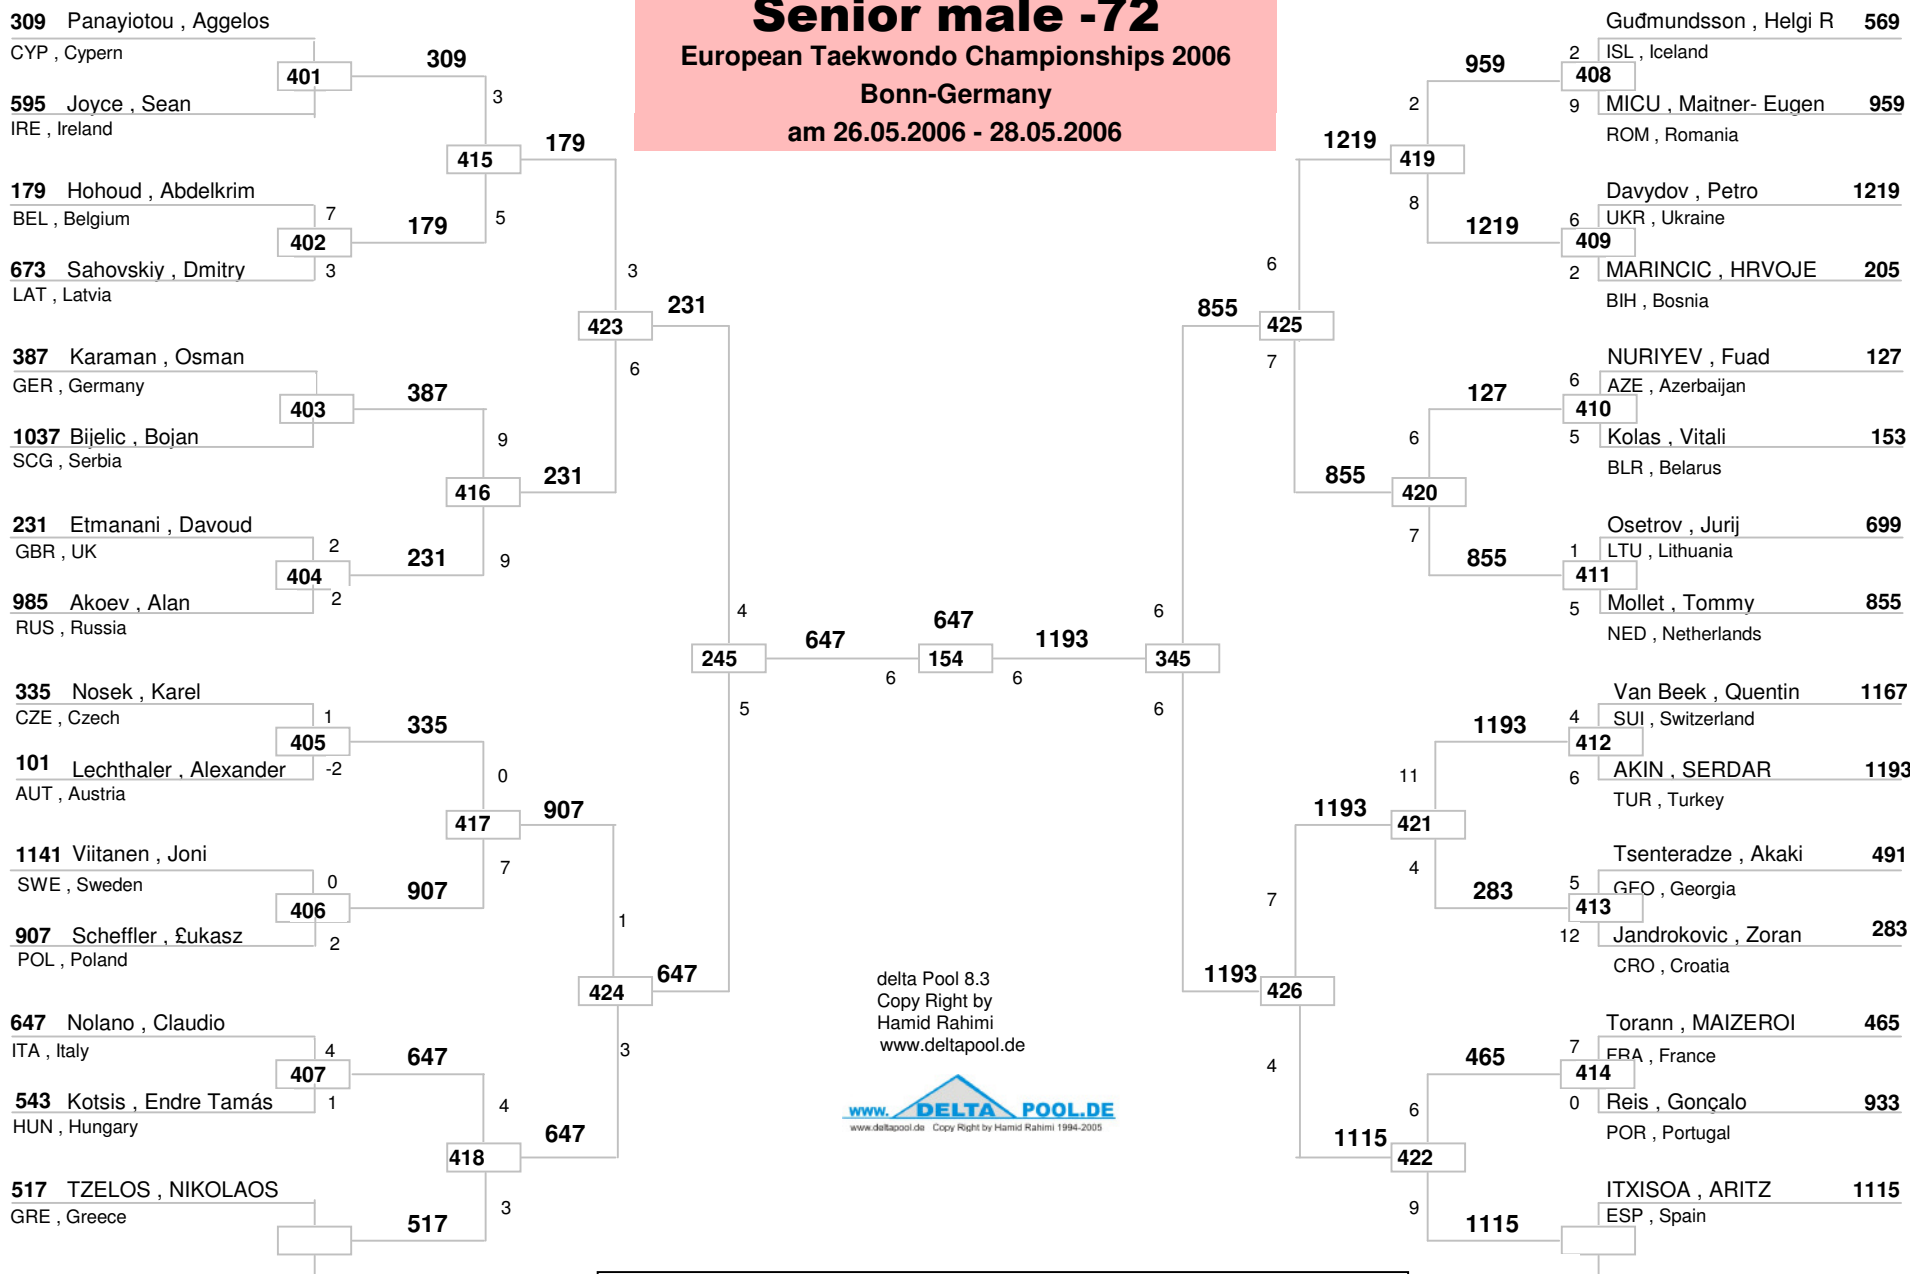 Senior male -72
European Taekwondo Championships 2006
Bonn-Germany
am 26.05.2006 - 28.05.2006
309 Panayiotou , Aggelos
CYP , Cypern
401
309
595 Joyce , Sean
IRE , Ireland
3
415
179
179 Hohoud , Abdelkrim
BEL , Belgium
7
402
179
5
673 Sahovskiy , Dmitry
3
LAT , Latvia
3
423
231
387 Karaman , Osman
GER , Germany
6
403
387
1037 Bijelic , Bojan
SCG , Serbia
9
416
231
231 Etmanani , Davoud
GBR , UK
2
404
231
9
985 Akoev , Alan
2
RUS , Russia
4
245
647
6
5
335 Nosek , Karel
CZE , Czech
1
405
335
101 Lechthaler , Alexander
-2
AUT , Austria
0
417
907
1141 Viitanen , Joni
SWE , Sweden
0
406
907
7
907 Scheffler , £ukasz
2
POL , Poland
1
424
647
647 Nolano , Claudio
ITA , Italy
4
407
647
3
543 Kotsis , Endre Tamás
1
HUN , Hungary
4
418
647
517 TZELOS , NIKOLAOS
GRE , Greece
517
3
647
154
1193
6
Guđmundsson , Helgi R 569
2
ISL , Iceland
959
408
9
MICU , Maitner- Eugen 959
ROM , Romania
2
1219
419
8
Davydov , Petro 1219
6
UKR , Ukraine
1219
409
2
MARINCIC , HRVOJE 205
BIH , Bosnia
6
855
425
7
NURIYEV , Fuad 127
6
AZE , Azerbaijan
127
410
5
Kolas , Vitali 153
BLR , Belarus
6
855
420
7
Osetrov , Jurij 699
1
LTU , Lithuania
855
411
5
Mollet , Tommy 855
NED , Netherlands
6
345
6
Van Beek , Quentin 1167
4
SUI , Switzerland
1193
412
6
AKIN , SERDAR 1193
TUR , Turkey
11
1193
421
4
Tsenteradze , Akaki 491
5
GEO , Georgia
283
413
12
Jandrokovic , Zoran 283
CRO , Croatia
7
1193
426
4
Torann , MAIZEROI 465
7
FRA , France
465
414
0
Reis , Gonçalo 933
POR , Portugal
6
1115
422
9
ITXISOA , ARITZ 1115
ESP , Spain
1115
delta Pool 8.3
Copy Right by
Hamid Rahimi
www.deltapool.de
www. DELTA POOL.DE
www.deltapool.de Copy Right by Hamid Rahimi 1994-2005